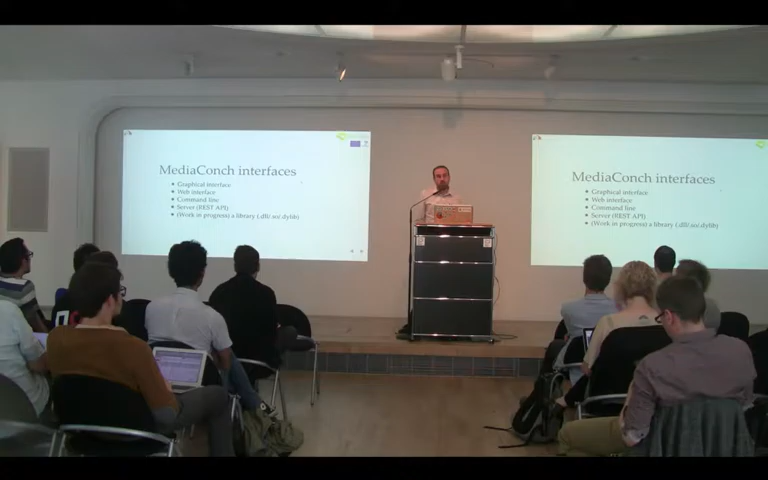 MediaConch interfaces
Graphical interface
Web interface
Command line
Server (REST API)
(Work in progress) a library (.dll/.so/.dylib)
MediaConch interfaces
Graphical interface
Web interface
Command line
Server (REST API)
(Work in progress) a library (.dll/.so/.dylib)